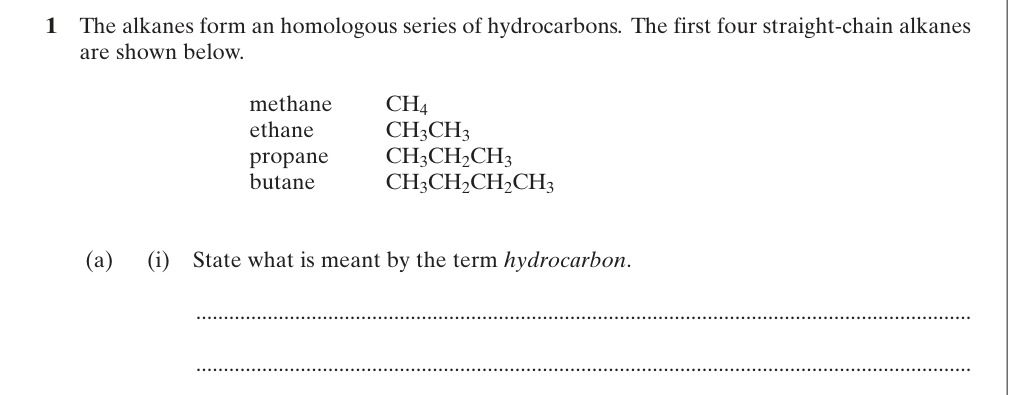 1 The alkanes form an homologous series of hydrocarbons. The first four straight-chain alkanes
are shown below.
methane CH₄
ethane CH₃CH₃
propane CH₃CH₂CH₃
butane CH₃CH₂CH₂CH₃
(a) (i) State what is meant by the term hydrocarbon.